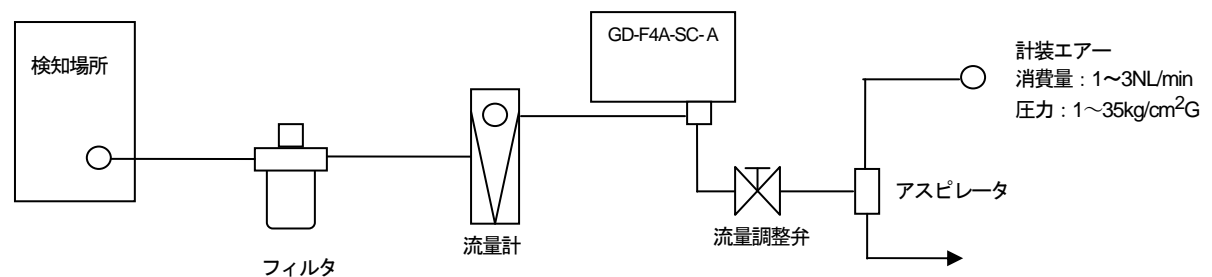 検知場所
フィルタ
流量計
GD-F4A-SC-A
流量調整弁
アスピレータ
計装エアー
消費量：1～3NL/min
圧力：1～35kg/cm²G